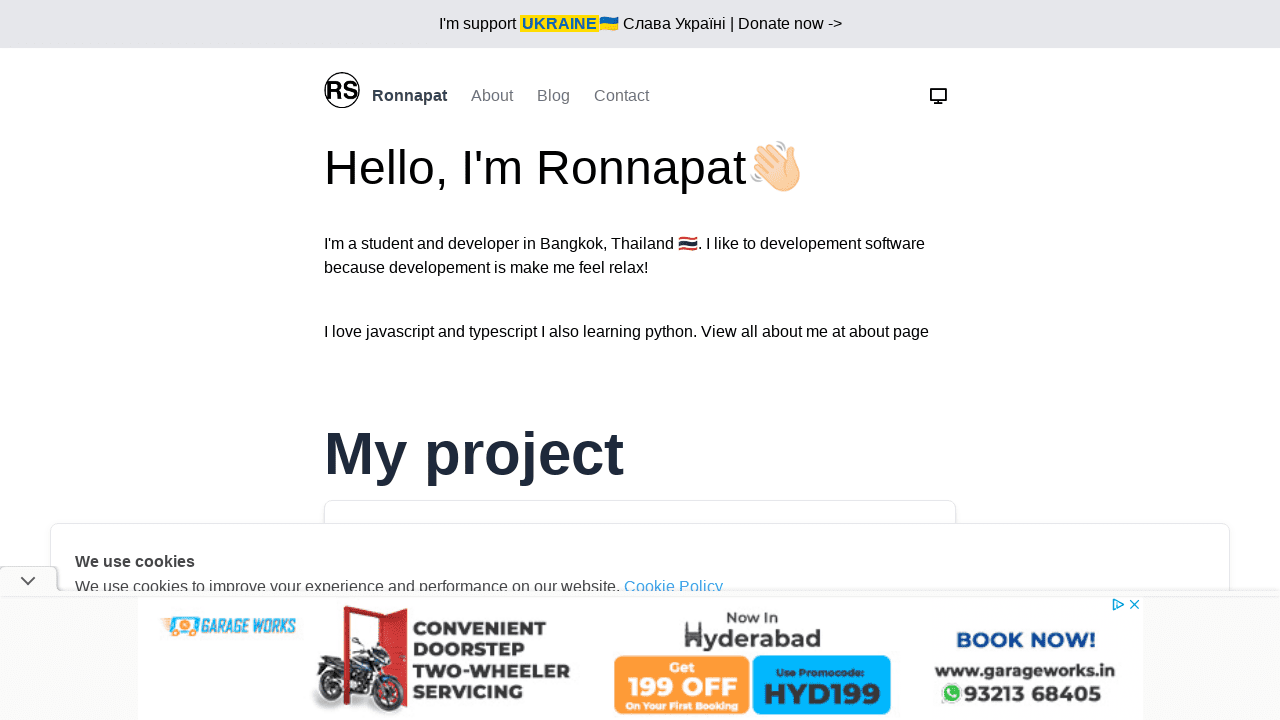 I'm support UKRAINE🇺🇦 Слава Україні | Donate now ->
RS Ronnapat About Blog Contact
Hello, I'm Ronnapat👋🏻
I'm a student and developer in Bangkok, Thailand 🇹🇭. I like to developement software
because developement is make me feel relax!
I love javascript and typescript I also learning python. View all about me at about page
My project
We use cookies
We use cookies to improve your experience and performance on our website. Cookie Policy
GARAGE WORKS
CONVENIENT
DOORSTEP
TWO-WHEELER
SERVICING
Now In
Hyderabad
Get
199 OFF
On Your First Booking
Use Promocode:
HYD199
BOOK NOW!
www.garageworks.in
93213 68405